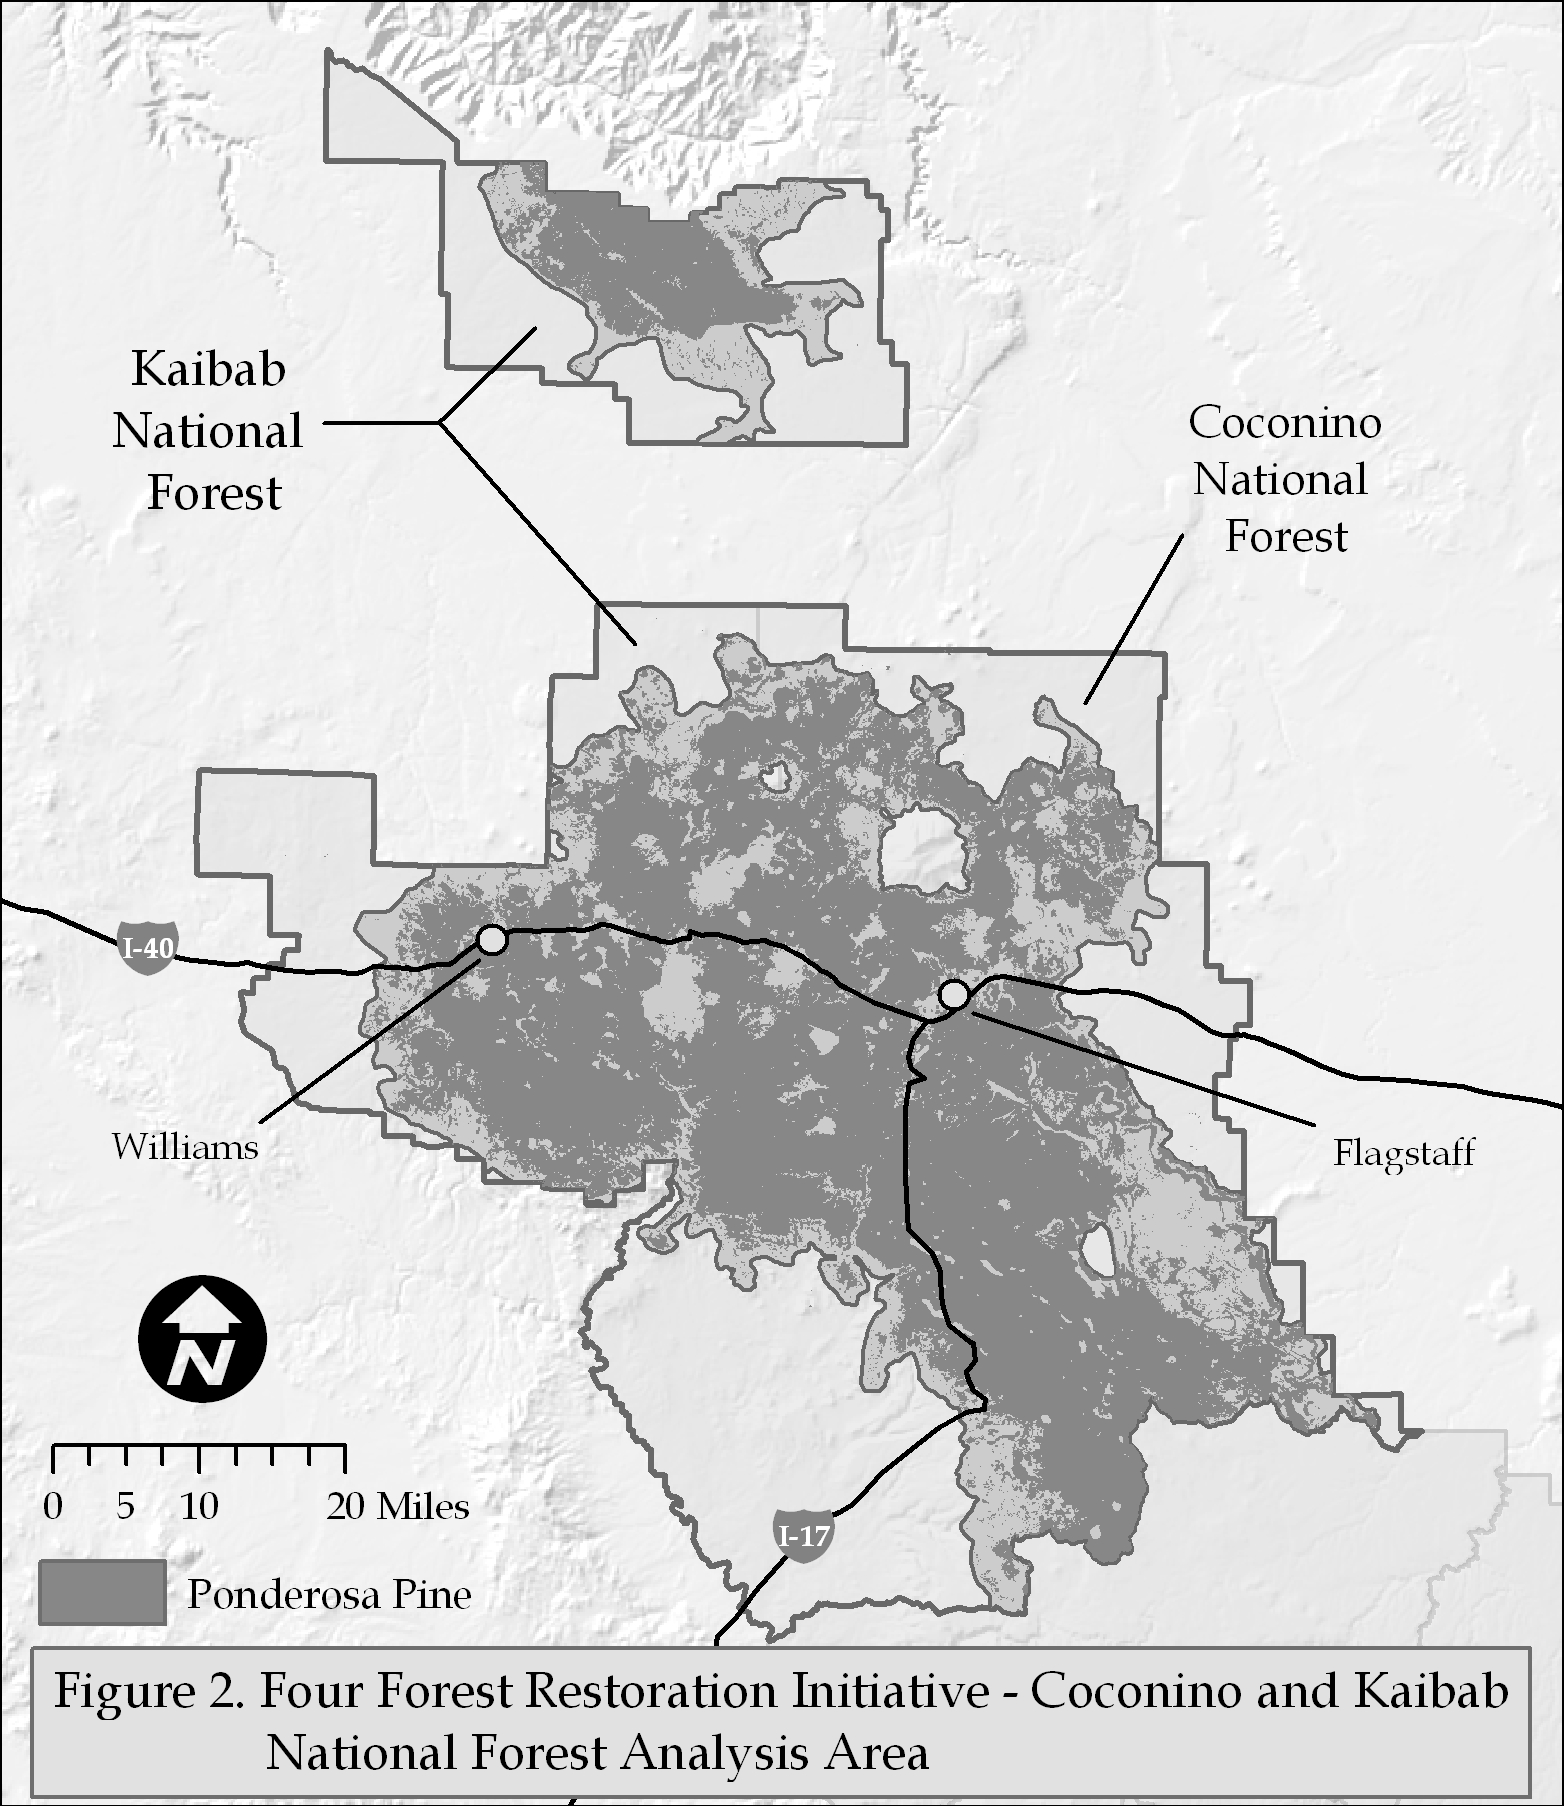 Kaibab
National
Forest
Coconino
National
Forest
I-40
Williams
Flagstaff
N
0 5 10 20 Miles
I-17
Ponderosa Pine
Figure 2. Four Forest Restoration Initiative - Coconino and Kaibab
National Forest Analysis Area